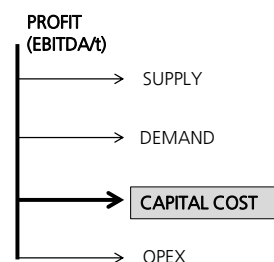 PROFIT
(EBITDA/t)
SUPPLY
DEMAND
CAPITAL COST
OPEX